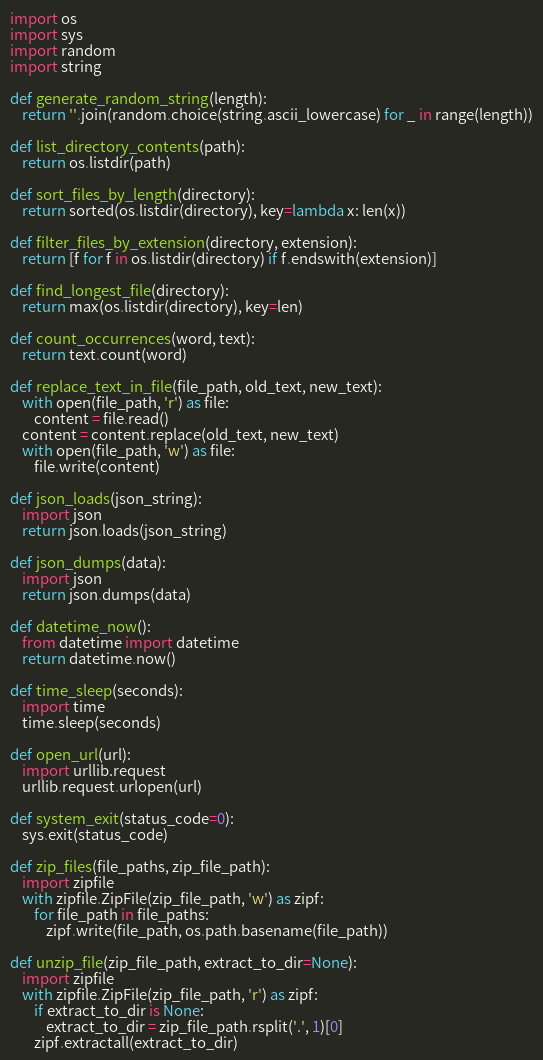 import os
import sys
import random
import string

def generate_random_string(length):
    return ''.join(random.choice(string.ascii_lowercase) for _ in range(length))

def list_directory_contents(path):
    return os.listdir(path)

def sort_files_by_length(directory):
    return sorted(os.listdir(directory), key=lambda x: len(x))

def filter_files_by_extension(directory, extension):
    return [f for f in os.listdir(directory) if f.endswith(extension)]

def find_longest_file(directory):
    return max(os.listdir(directory), key=len)

def count_occurrences(word, text):
    return text.count(word)

def replace_text_in_file(file_path, old_text, new_text):
    with open(file_path, 'r') as file:
        content = file.read()
    content = content.replace(old_text, new_text)
    with open(file_path, 'w') as file:
        file.write(content)

def json_loads(json_string):
    import json
    return json.loads(json_string)

def json_dumps(data):
    import json
    return json.dumps(data)

def datetime_now():
    from datetime import datetime
    return datetime.now()

def time_sleep(seconds):
    import time
    time.sleep(seconds)

def open_url(url):
    import urllib.request
    urllib.request.urlopen(url)

def system_exit(status_code=0):
    sys.exit(status_code)

def zip_files(file_paths, zip_file_path):
    import zipfile
    with zipfile.ZipFile(zip_file_path, 'w') as zipf:
        for file_path in file_paths:
            zipf.write(file_path, os.path.basename(file_path))

def unzip_file(zip_file_path, extract_to_dir=None):
    import zipfile
    with zipfile.ZipFile(zip_file_path, 'r') as zipf:
        if extract_to_dir is None:
            extract_to_dir = zip_file_path.rsplit('.', 1)[0]
        zipf.extractall(extract_to_dir)